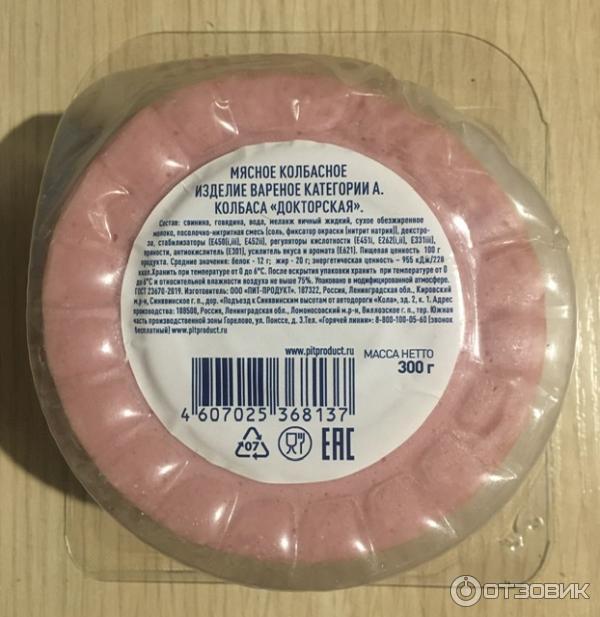 МЯСНОЕ КОЛБАСНОЕ
ИЗДЕЛИЕ ВАРЕНОЕ КАТЕГОРИИ А.
КОЛБАСА «ДОКТОРСКАЯ».
Состав: свинина, говядина, вода, меланж яичный жидкий, сухое обезжиренное
молоко, посолочно-нитритная смесь (соль, фиксатор окраски (нитрит натрия)), декстро-
за, стабилизаторы (Е450(i,iii), Е452ii), регуляторы кислотности (Е451i, Е262(i,ii), Е331iii),
пряности, антиокислитель (Е301), усилитель вкуса и аромата (Е621). Пищевая ценность 100 г
продукта. Средние значения: белок - 12 г; жир - 20 г; энергетическая ценность – 955 кДж/228
ккал.Хранить при температуре от 0 до 6°С. После вскрытия упаковки хранить при температуре от 0
до 6°С и относительной влажности воздуха не выше 75%. Упаковано в модифицированной атмосфере.
ГОСТ 23670-2019. Изготовитель: ООО «ПИТ-ПРОДУКТ». 187322, Россия, Ленинградская обл., Кировский
м.р-н, Синявинское г. п., дор. «Подъезд к Синявинским высотам от автодороги «Кола», зд. 2, к. 1. Адрес
производства: 188508, Россия, Ленинградская обл., Ломоносовский м.р-н, Виллозское г. п., тер. Южная
часть производственной зоны Горелово, ул. Понссе, д. 3.Тел. «Горячей линии»: 8-800-100-05-60 (звонок
бесплатный) www.pitproduct.ru
www.pitproduct.ru
МАССА НЕТТО
300 г
4 607025 368137
07
EAC
ОТЗОВИК